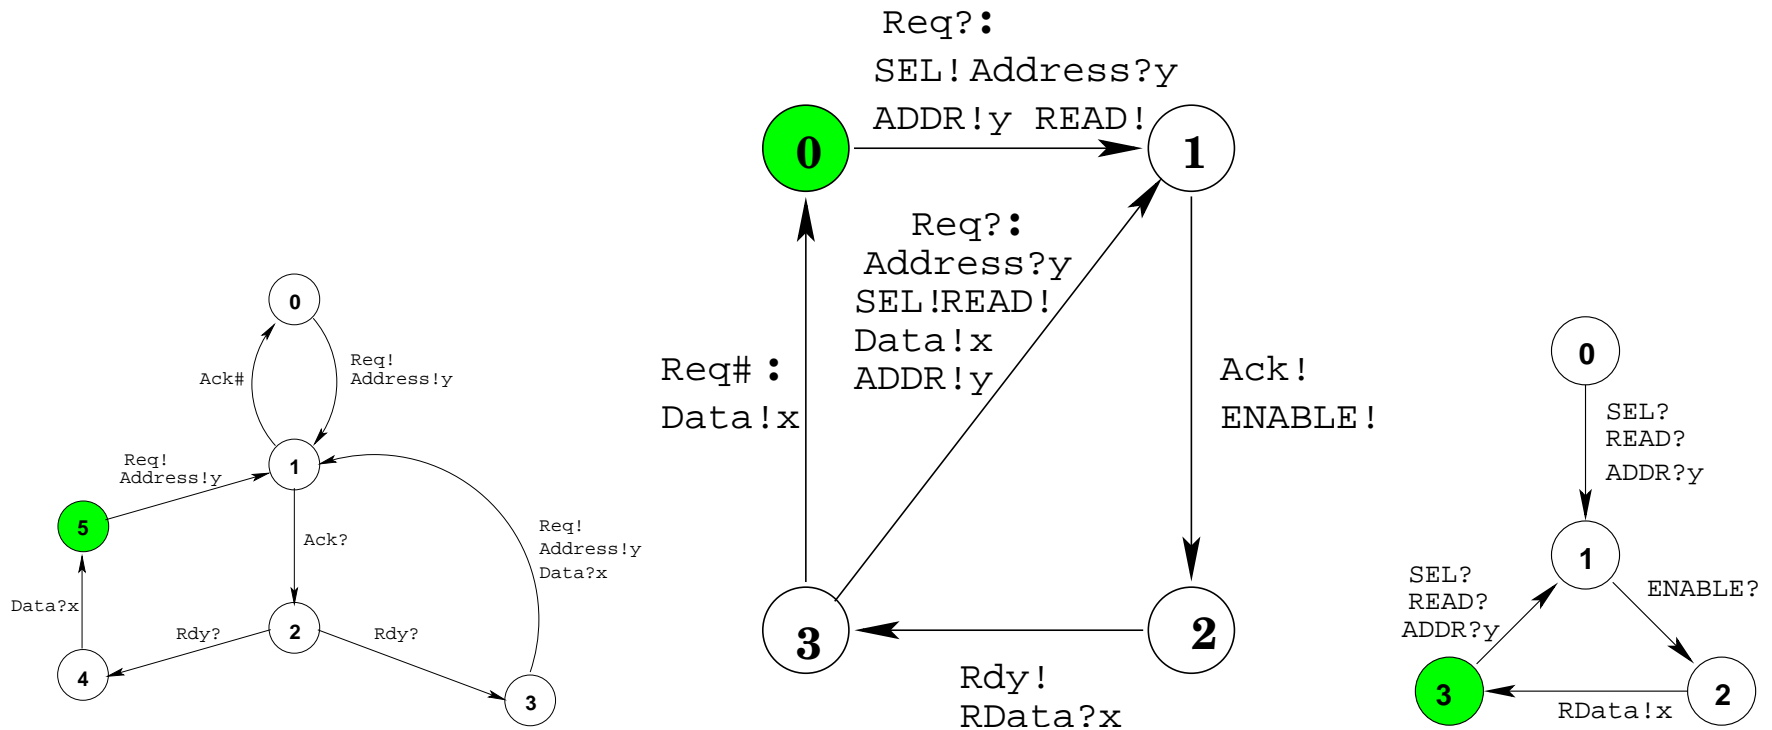 0
Ack#
Req!
Address!y
1
Req!
Address!y
5
Ack?
Req!
Address!y
Data?x
Data?x
Rdy?
2
Rdy?
4
3
Req?:
SEL!Address?y
ADDR!y READ!
0
1
Req?:
Address?y
SEL!READ!
Data!x
ADDR!y
Req# :
Data!x
Ack!
ENABLE!
3
2
Rdy!
RData?x
0
SEL?
READ?
ADDR?y
1
SEL?
READ?
ADDR?y
ENABLE?
3
2
RData!x